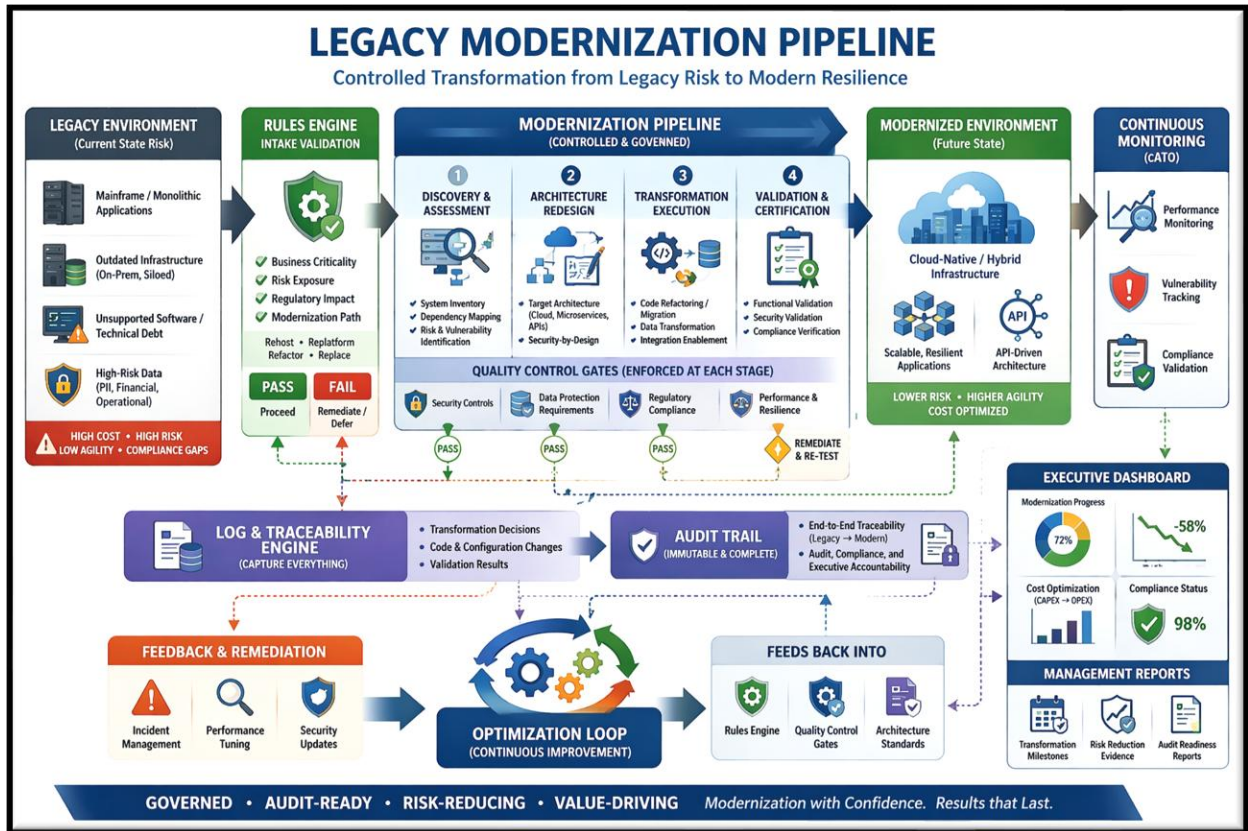 LEGACY MODERNIZATION PIPELINE
Controlled Transformation from Legacy Risk to Modern Resilience
LEGACY ENVIRONMENT
(Current State Risk)
Mainframe / Monolithic
Applications
Outdated Infrastructure
(On-Prem, Siloed)
Unsupported Software /
Technical Debt
High-Risk Data
(PII, Financial,
Operational)
HIGH COST • HIGH RISK
LOW AGILITY • COMPLIANCE GAPS
RULES ENGINE
INTAKE VALIDATION
Business Criticality
Risk Exposure
Regulatory Impact
Modernization Path
Rehost • Replatform
Refactor • Replace
PASS
Proceed
FAIL
Remediate /
Defer
MODERNIZATION PIPELINE
(CONTROLLED & GOVENNED)
1
DISCOVERY &
ASSESSMENT
System Inventory
Dependency Mapping
Risk & Vulnerability
Identification
2
ARCHITECTURE
REDESIGN
Target Architecture
(Cloud, Microservices,
APIs)
Security-by-Design
3
TRANSFORMATION
EXECUTION
</>
Code Refactoring /
Migration
Data Transformation
Integration Enablement
4
VALIDATION &
CERTIFICATION
Functional Validation
Security Validation
Compliance Verification
QUALITY CONTROL GATES (ENFORCED AT EACH STAGE)
Security Controls
Data Protection
Requirements
Regulatory
Compliance
Performance &
Resilience
PASS
PASS
PASS
REMEDIATE
& RE-TEST
MODERNIZED ENVIRONMENT
(Future State)
Cloud-Native / Hybrid
Infrastructure
Scalable, Resilient
Applications
API
API-Driven
Architecture
LOWER RISK • HIGHER AGILITY
COST OPTIMIZED
CONTINUOUS
MONITORING
(cATO)
Performance
Monitoring
Vulnerability
Tracking
Compliance
Validation
LOG & TRACEABILITY
ENGINE
(CAPTURE EVERYTHING)
• Transformation Decisions
• Code & Configuration Changes
• Validation Results
AUDIT TRAIL
(IMMUTABLE & COMPLETE)
• End-to-End Traceability
(Legacy → Modern)
• Audit, Compliance, and
Executive Accountability
EXECUTIVE DASHBOARD
Modernization Progress
72%
-58%
Cost Optimization
(CAPEX → OPEX)
Compliance Status
98%
MANAGEMENT REPORTS
Transformation
Milestones
Risk Reduction
Evidence
Audit Readiness
Reports
FEEDBACK & REMEDIATION
Incident
Management
Performance
Tuning
Security
Updates
OPTIMIZATION LOOP
(CONTINUOUS IMPROVEMENT)
FEEDS BACK INTO
Rules Engine
Quality Control
Gates
Architecture
Standards
GOVERNED • AUDIT-READY • RISK-REDUCING • VALUE-DRIVING Modernization with Confidence. Results that Last.